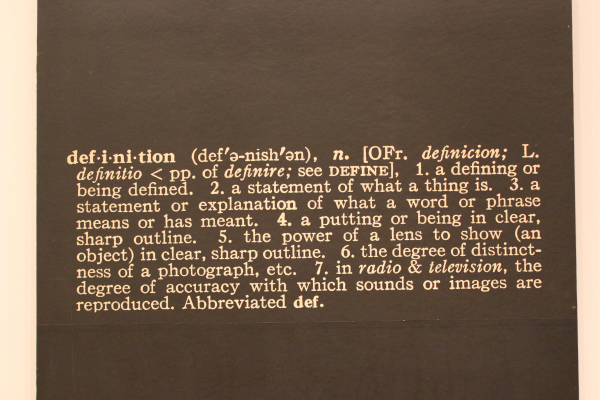 def·i·ni·tion (def′ə-nish′ən), n. [OFr. definicion; L.
definitio < pp. of definire; see DEFINE], 1. a defining or
being defined. 2. a statement of what a thing is. 3. a
statement or explanation of what a word or phrase
means or has meant. 4. a putting or being in clear,
sharp outline. 5. the power of a lens to show (an
object) in clear, sharp outline. 6. the degree of distinct-
ness of a photograph, etc. 7. in radio & television, the
degree of accuracy with which sounds or images are
reproduced. Abbreviated def.